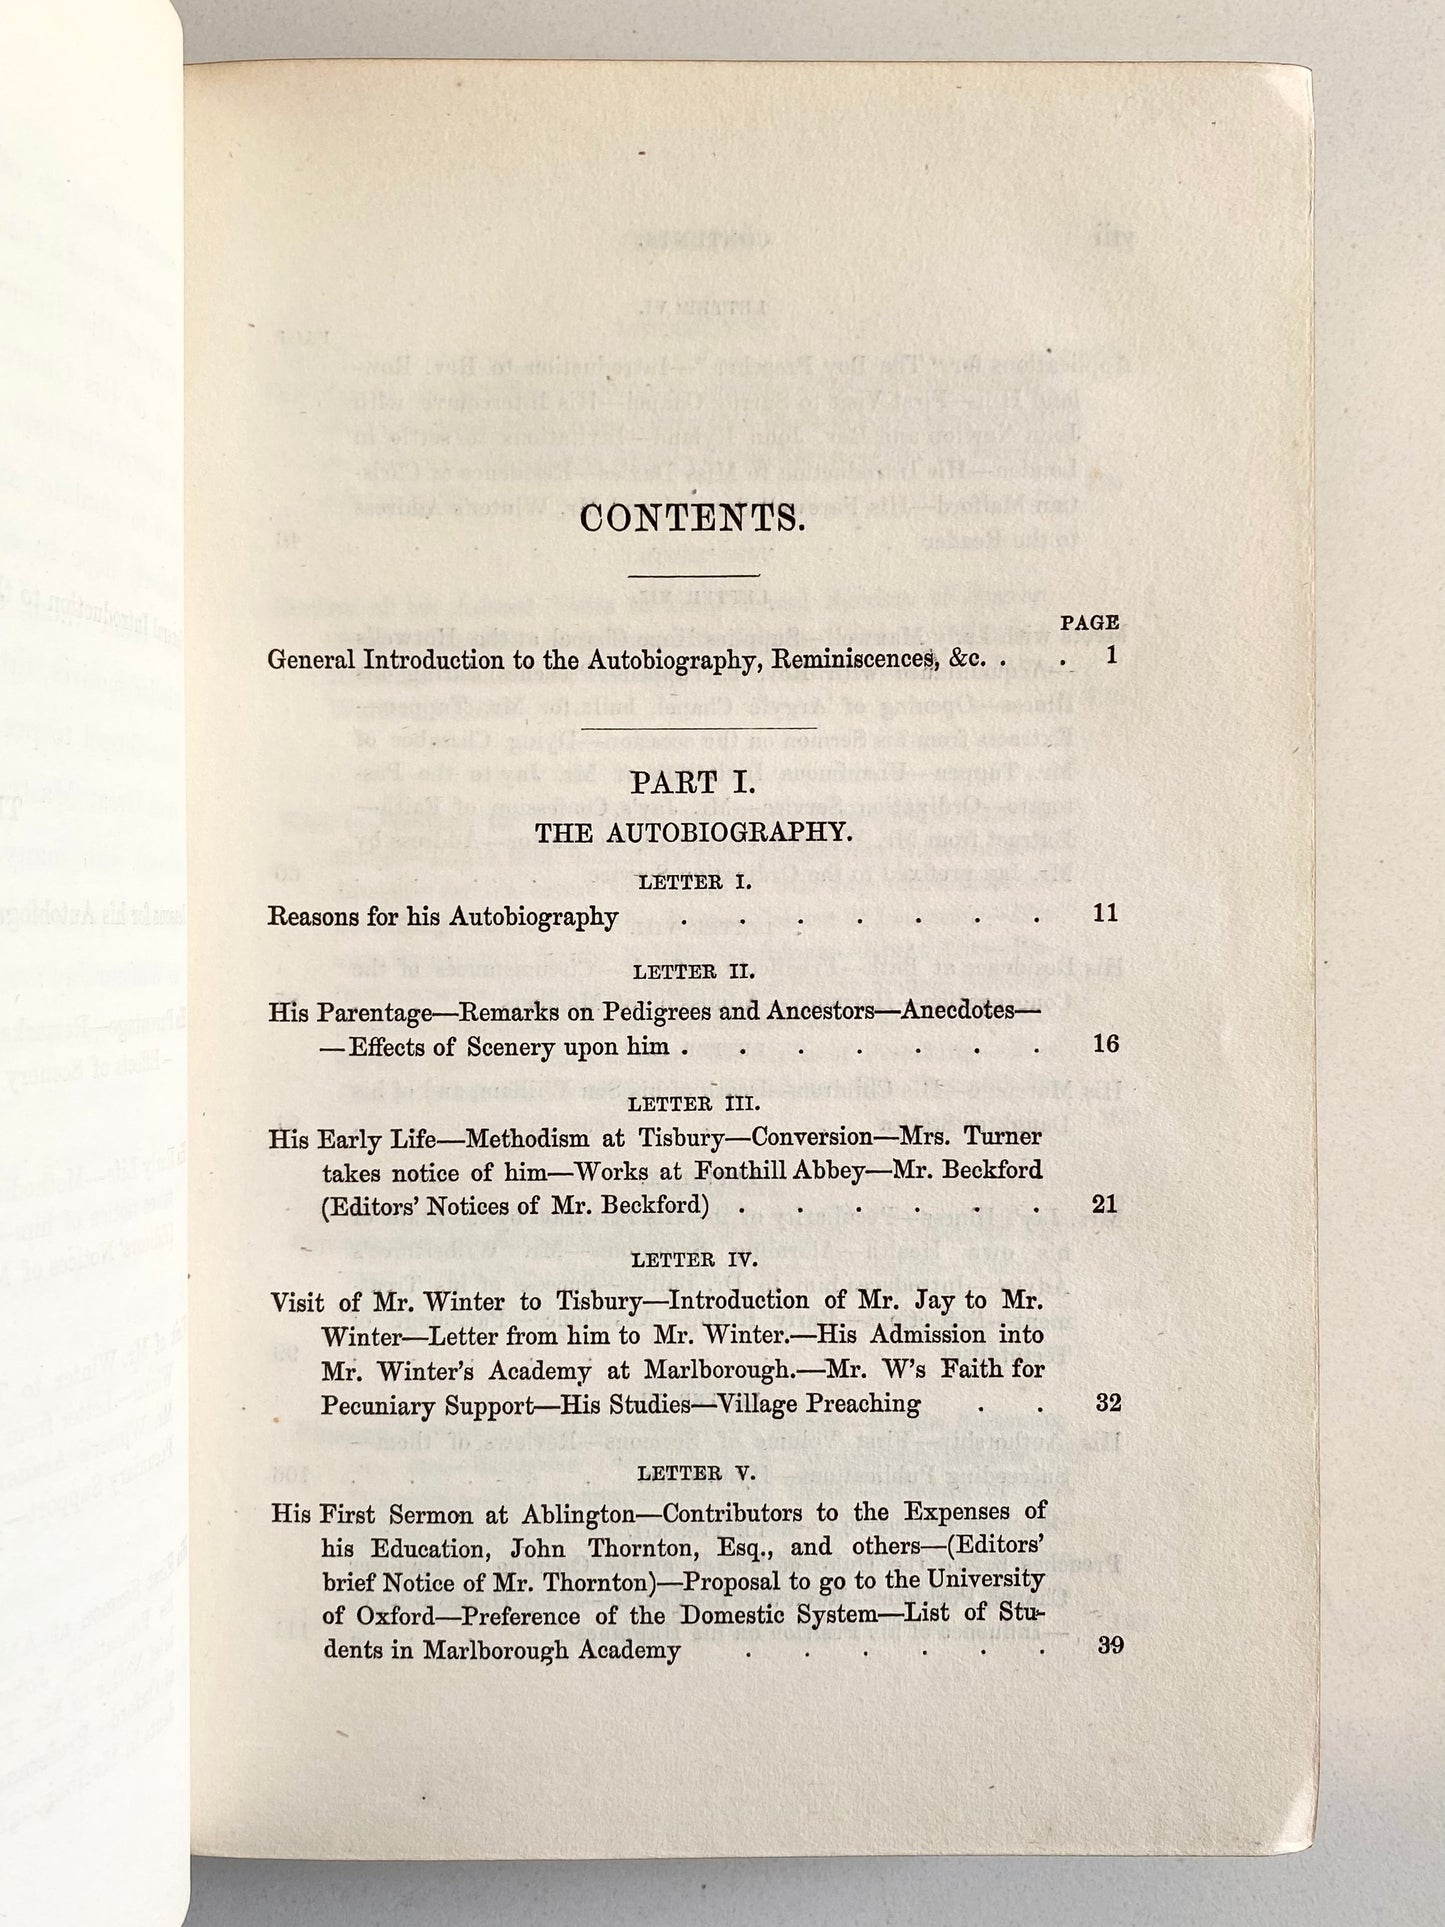 CONTENTS.
PAGE
General Introduction to the Autobiography, Reminiscences, &c. . . 1
PART I.
THE AUTOBIOGRAPHY.
LETTER I.
Reasons for his Autobiography . . . . . . . 11
LETTER II.
His Parentage—Remarks on Pedigrees and Ancestors—Anecdotes—
—Effects of Scenery upon him . . . . . . . 16
LETTER III.
His Early Life—Methodism at Tisbury—Conversion—Mrs. Turner
takes notice of him—Works at Fonthill Abbey—Mr. Beckford
(Editors' Notices of Mr. Beckford) . . . . . . 21
LETTER IV.
Visit of Mr. Winter to Tisbury—Introduction of Mr. Jay to Mr.
Winter—Letter from him to Mr. Winter.—His Admission into
Mr. Winter's Academy at Marlborough.—Mr. W's Faith for
Pecuniary Support—His Studies—Village Preaching . . 32
LETTER V.
His First Sermon at Ablington—Contributors to the Expenses of
his Education, John Thornton, Esq., and others—(Editors'
brief Notice of Mr. Thornton)—Proposal to go to the University
of Oxford—Preference of the Domestic System—List of Stu-
dents in Marlborough Academy . . . . . . 39